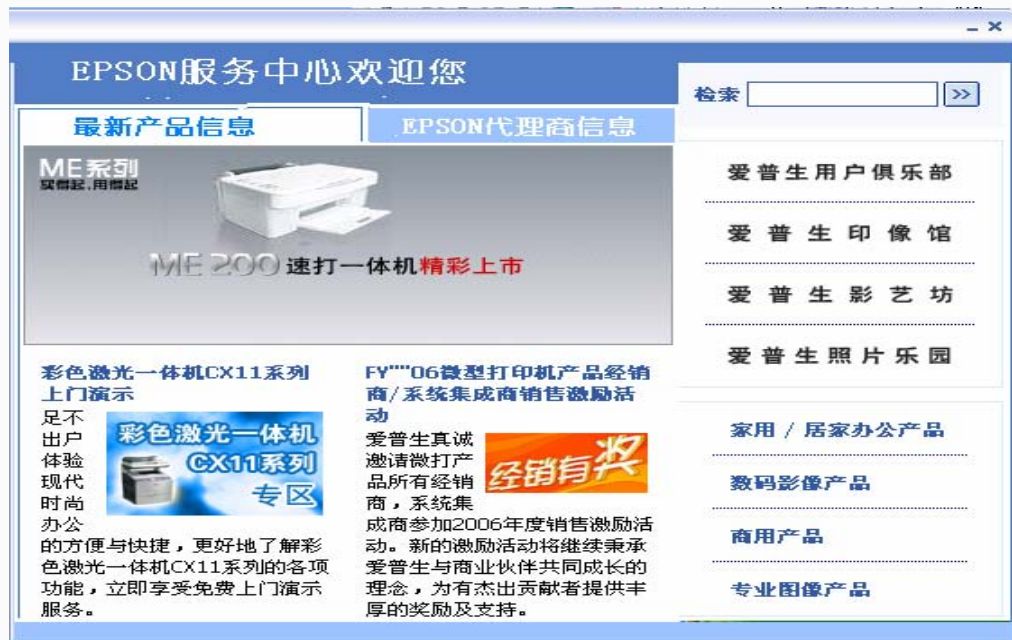 EPSON服务中心欢迎您
检索
>>
最新产品信息
EPSON代理商信息
ME系列
买得起,用得起
ME 200 速打一体机精彩上市
彩色激光一体机CX11系列
上门演示
足不
出户
体验
现代
时尚
办公
的方便与快捷，更好地了解彩
色激光一体机CX11系列的各项
功能，立即享受免费上门演示
服务。
彩色激光一体机
CX11系列
专区
FY""06微型打印机产品经销
商/系统集成商销售激励活
动
爱普生真诚
邀请微打产
品所有经销
商，系统集
成商参加2006年度销售激励活
动。新的激励活动将继续秉承
爱普生与商业伙伴共同成长的
理念，为有杰出贡献者提供丰
厚的奖励及支持。
经销有奖
爱普生用户俱乐部
爱普生印像馆
爱普生影艺坊
爱普生照片乐园
家用 / 居家办公产品
数码影像产品
商用产品
专业图像产品